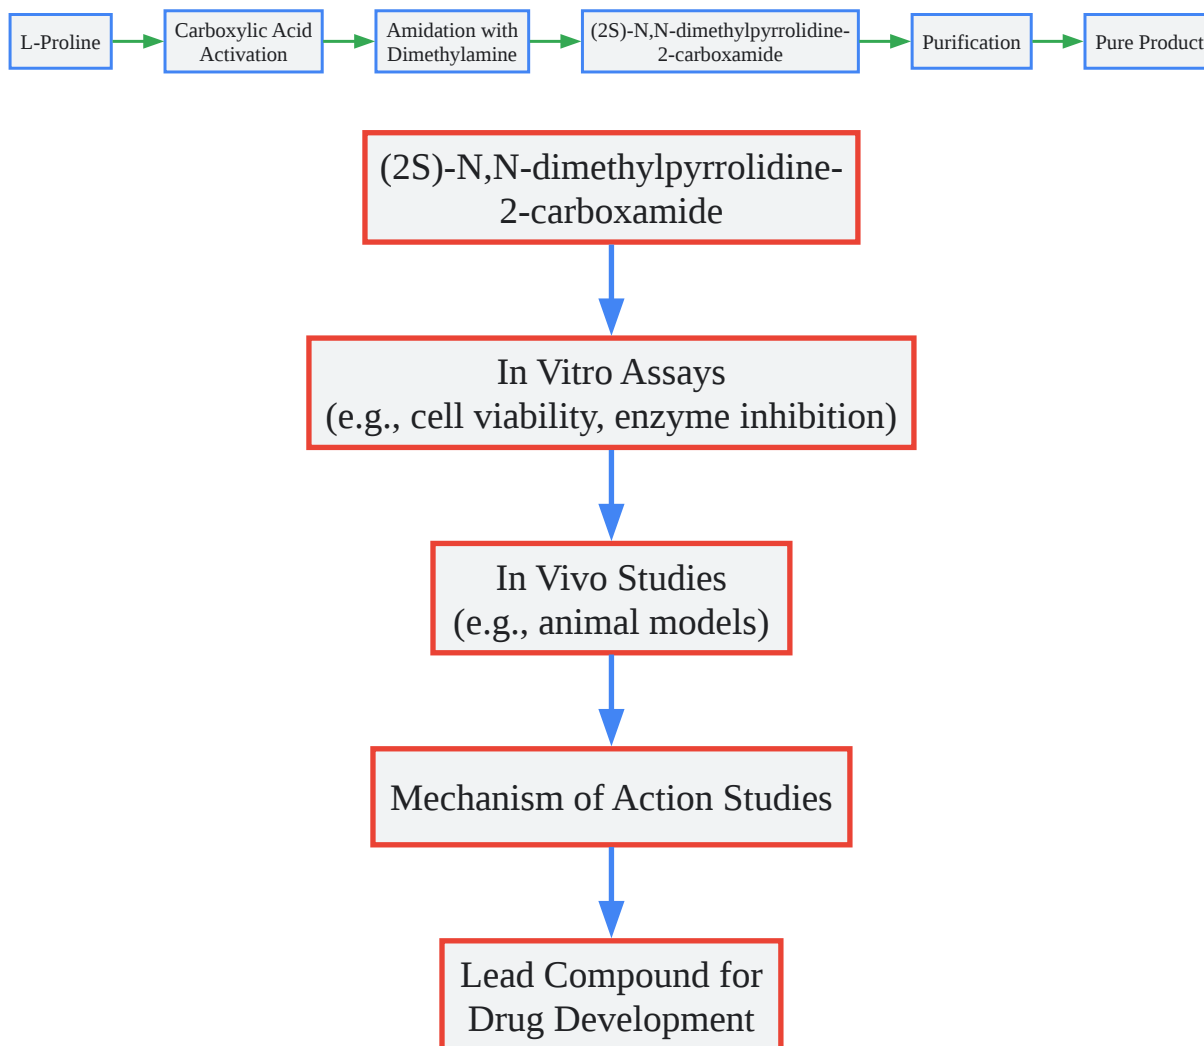 L-Proline
Carboxylic Acid
Activation
Amidation with
Dimethylamine
(2S)-N,N-dimethylpyrrolidine-
2-carboxamide
Purification
Pure Product
(2S)-N,N-dimethylpyrrolidine-
2-carboxamide
In Vitro Assays
(e.g., cell viability, enzyme inhibition)
In Vivo Studies
(e.g., animal models)
Mechanism of Action Studies
Lead Compound for
Drug Development